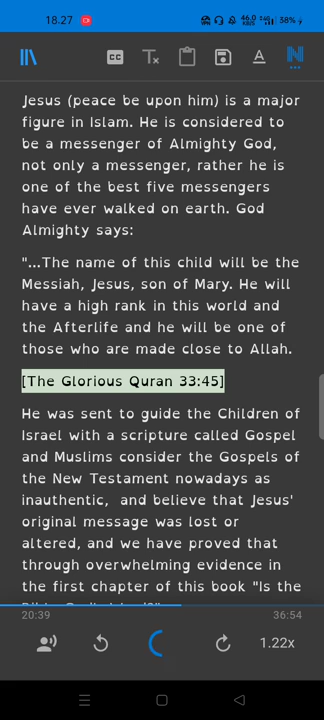 18.27
46.0 KB/S
38%
CC
Jesus (peace be upon him) is a major
figure in Islam. He is considered to
be a messenger of Almighty God,
not only a messenger, rather he is
one of the best five messengers
have ever walked on earth. God
Almighty says:
"...The name of this child will be the
Messiah, Jesus, son of Mary. He will
have a high rank in this world and
the Afterlife and he will be one of
those who are made close to Allah.
[The Glorious Quran 33:45]
He was sent to guide the Children of
Israel with a scripture called Gospel
and Muslims consider the Gospels of
the New Testament nowadays as
inauthentic, and believe that Jesus'
original message was lost or
altered, and we have proved that
through overwhelming evidence in
the first chapter of this book "Is the
20:39
36:54
1.22x